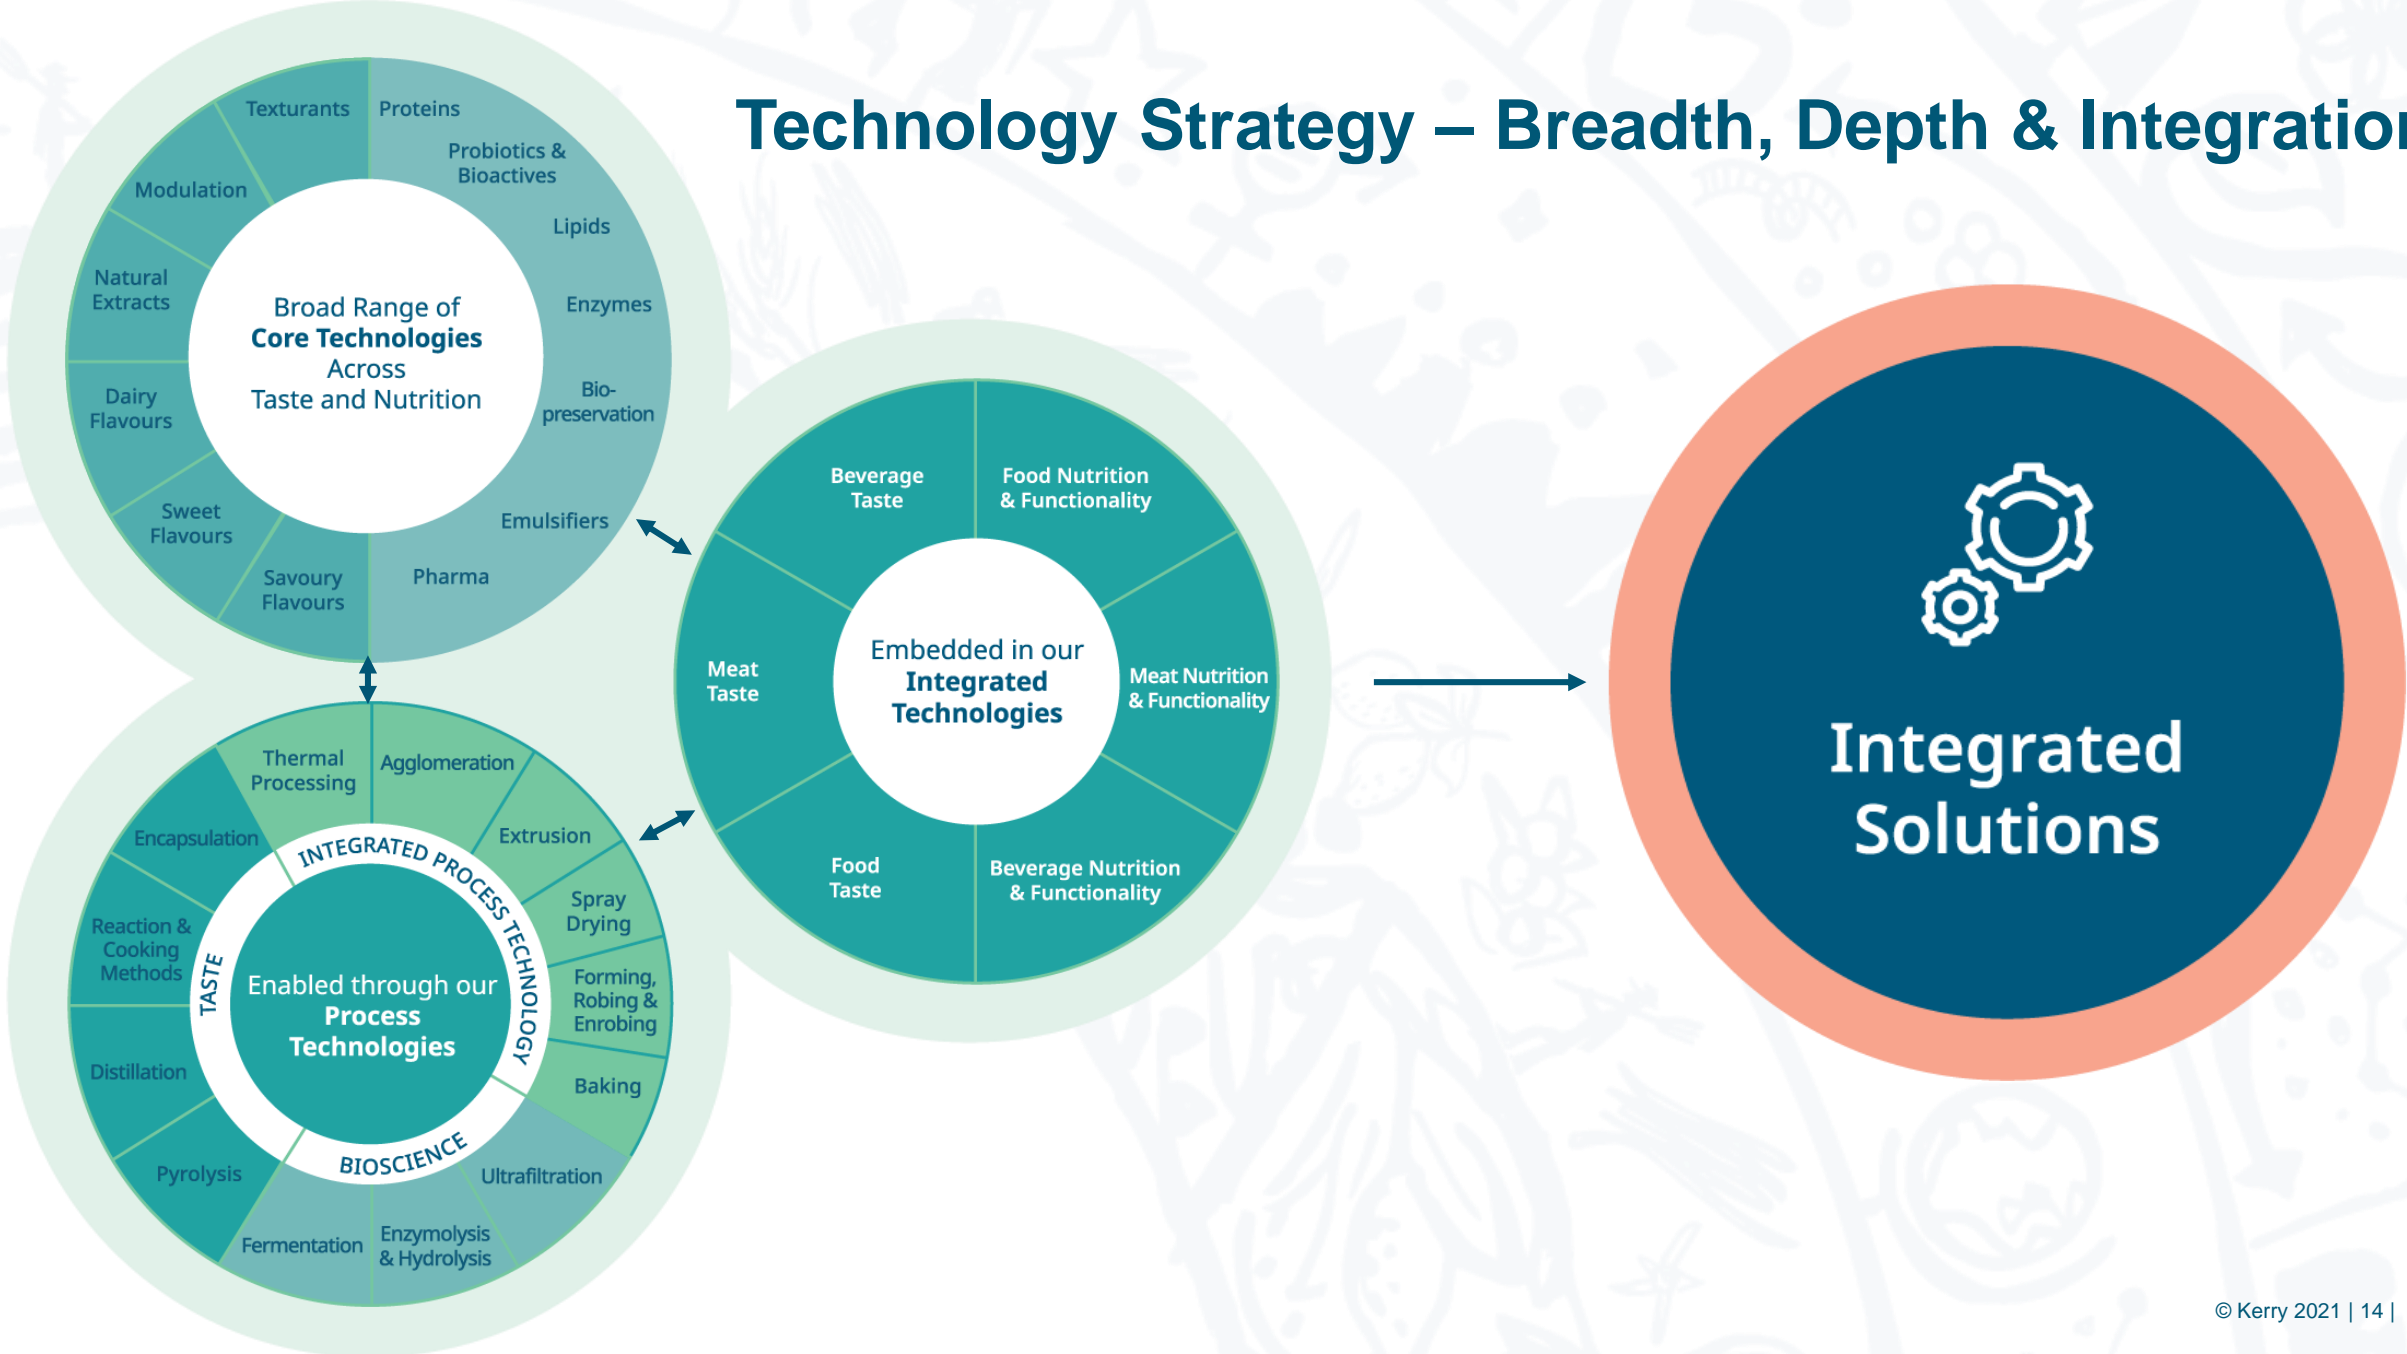 Technology Strategy – Breadth, Depth & Integration
Texturants
Proteins
Probiotics &
Bioactives
Lipids
Enzymes
Bio-
preservation
Emulsifiers
Pharma
Savoury
Flavours
Sweet
Flavours
Dairy
Flavours
Natural
Extracts
Modulation
Broad Range of
Core Technologies
Across
Taste and Nutrition
Beverage
Taste
Food Nutrition
& Functionality
Meat Nutrition
& Functionality
Beverage Nutrition
& Functionality
Food
Taste
Meat
Taste
Embedded in our
Integrated
Technologies
Thermal
Processing
Agglomeration
Extrusion
Spray
Drying
Forming,
Robing &
Enrobing
Baking
Ultrafiltration
Enzymolysis
& Hydrolysis
Fermentation
Pyrolysis
Distillation
Reaction &
Cooking
Methods
Encapsulation
INTEGRATED PROCESS TECHNOLOGY
BIOSCIENCE
TASTE
Enabled through our
Process
Technologies
Integrated
Solutions
© Kerry 2021 | 14 |